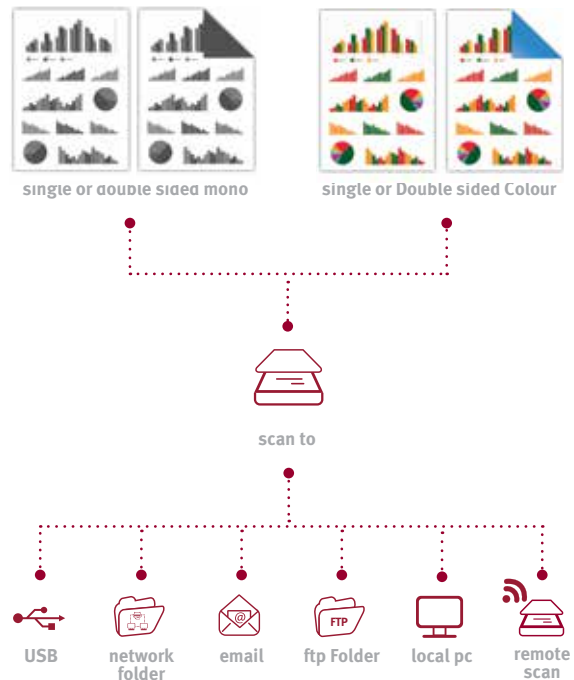 single or double sided mono
single or Double sided Colour
scan to
@
FTP
USB
network
folder
email
ftp Folder
local pc
remote
scan